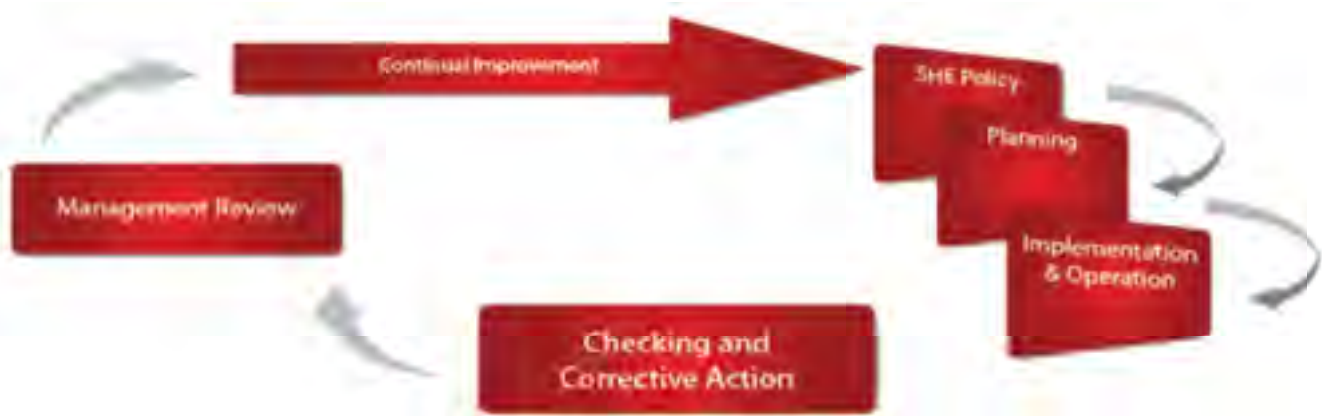 Continual Improvement
SHE Policy
Planning
Management Review
Implementation
& Operation
Checking and
Corrective Action